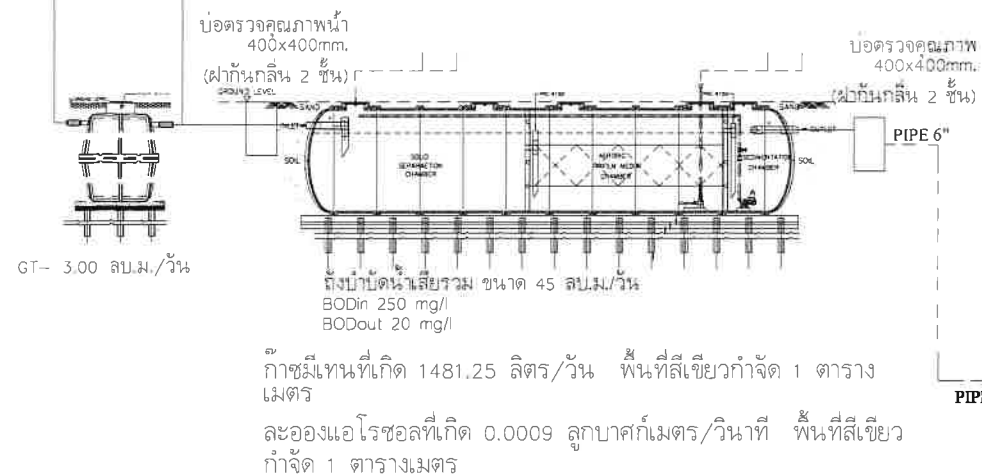 บ่อตรวจคุณภาพน้ำ
400x400mm.
(ฝากันกลิ่น 2 ชั้น)
GROUND LEVEL
บ่อตรวจคุณภาพ
400x400mm.
(ฝากันกลิ่น 2 ชั้น)
SAND
SAND
OUTLET
PIPE 6"
SOIL
SOLID
SEPARATION
CHAMBER
CHAMBER
SEDIMENTATION
CHAMBER
SOIL
GT- 3.00 ลบ.ม./วัน
ถังบำบัดน้ำเสียรวม ขนาด 45 ลบ.ม./วัน
BODin 250 mg/l
BODout 20 mg/l
ก๊าซมีเทนที่เกิด 1481.25 ลิตร/วัน พื้นที่สีเขียวกำจัด 1 ตาราง
เมตร
PIPE
ละอองแอโรซอลที่เกิด 0.0009 ลูกบาศก์เมตร/วินาที พื้นที่สีเขียว
กำจัด 1 ตารางเมตร